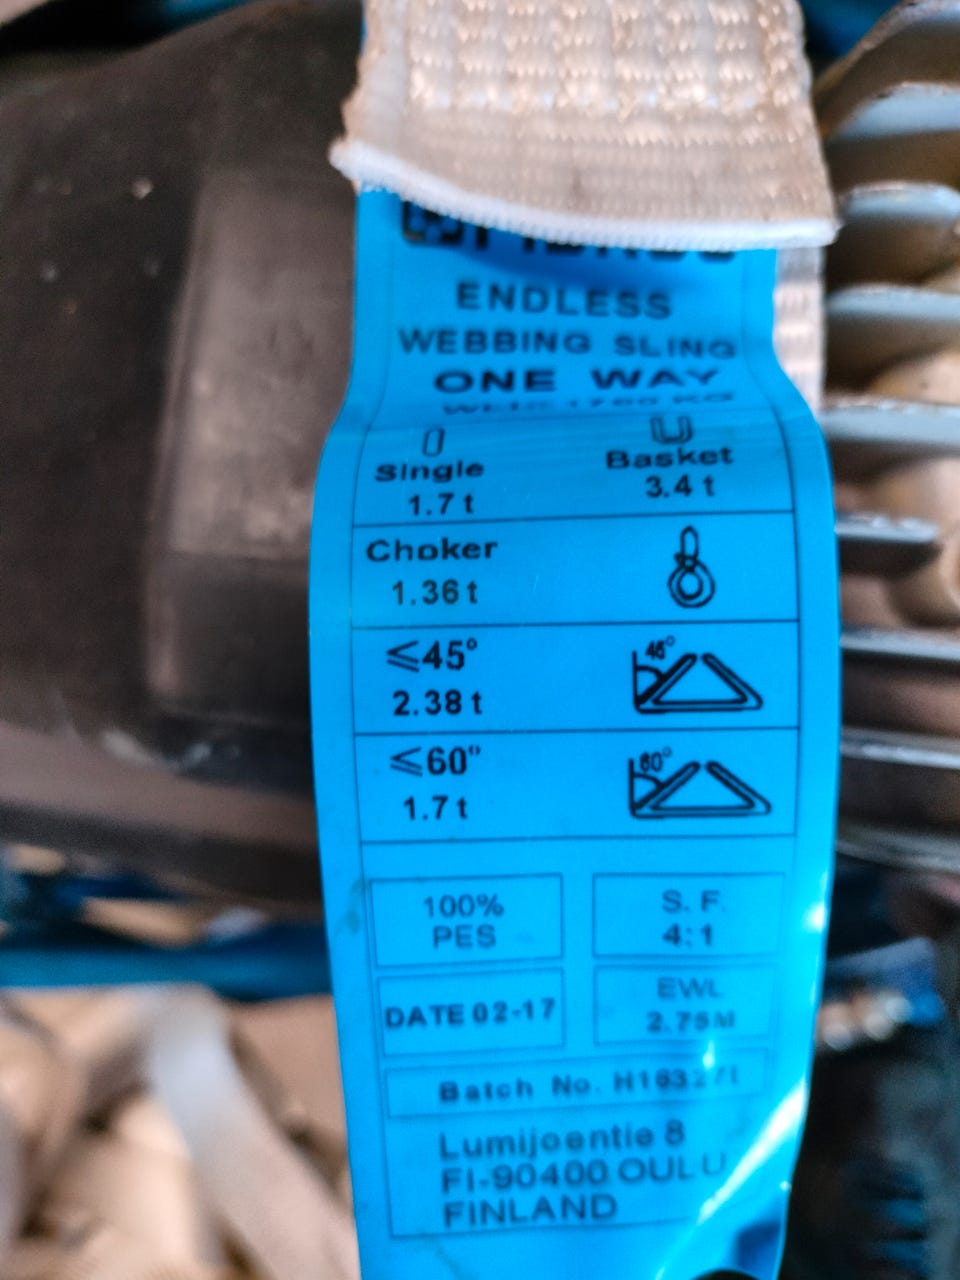 ENDLESS
WEBBING SLING
ONE WAY
Single Basket
1.7 t 3.4 t
Choker
1.36 t
≤45° 45°
2.38 t
≤60° 60°
1.7 t
100% S. F.
PES 4:1
DATE 02-17 EWL
2.75M
Batch No.
Lumijoentie 8
FI-90400 OULU
FINLAND